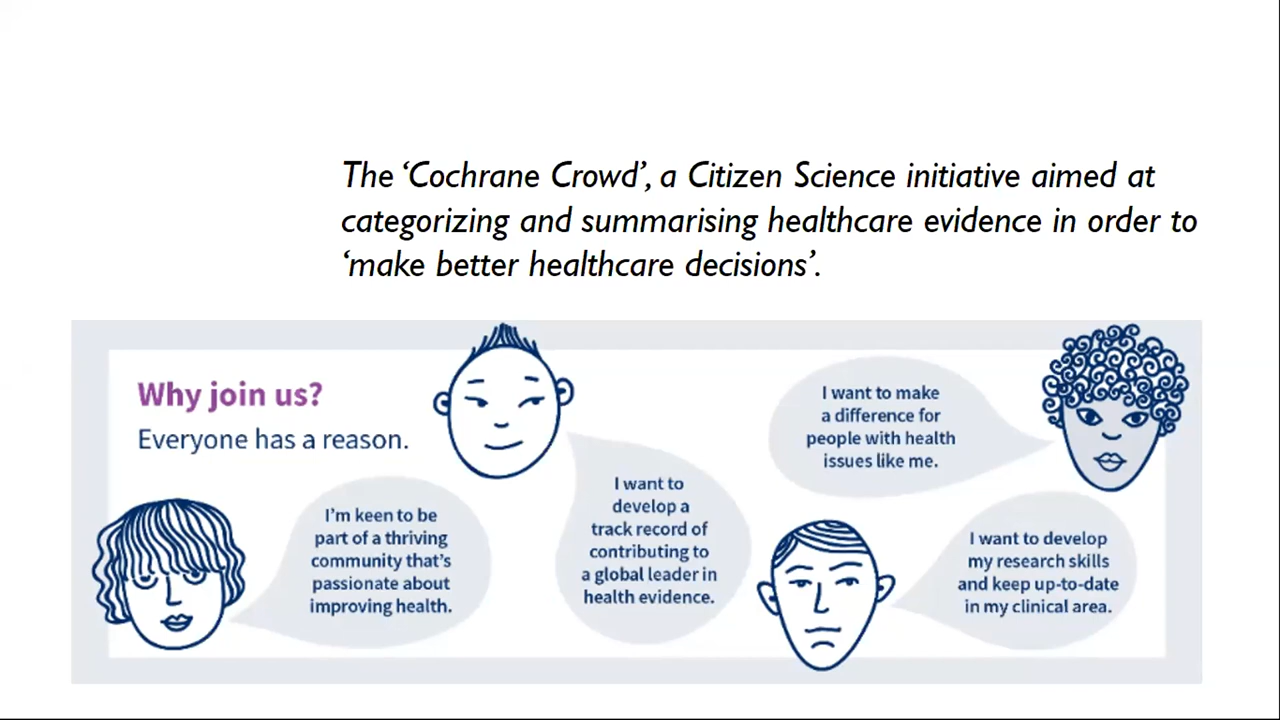 The ‘Cochrane Crowd’, a Citizen Science initiative aimed at
categorizing and summarising healthcare evidence in order to
‘make better healthcare decisions’.
Why join us?
Everyone has a reason.
I’m keen to be
part of a thriving
community that’s
passionate about
improving health.
I want to
develop a
track record of
contributing to
a global leader in
health evidence.
I want to make
a difference for
people with health
issues like me.
I want to develop
my research skills
and keep up-to-date
in my clinical area.